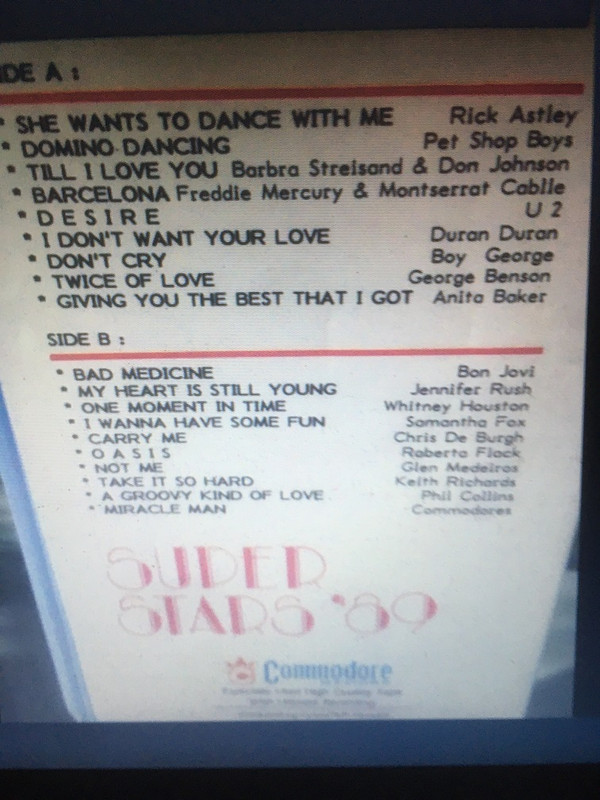 IDE A :
* SHE WANTS TO DANCE WITH ME Rick Astley
* DOMINO DANCING Pet Shop Boys
* TILL I LOVE YOU Barbra Streisand & Don Johnson
* BARCELONA Freddie Mercury & Montserrat Cablle
* D E S I R E U 2
* I DON'T WANT YOUR LOVE Duran Duran
* DON'T CRY Boy George
* TWICE OF LOVE George Benson
* GIVING YOU THE BEST THAT I GOT Anita Baker
SIDE B :
* BAD MEDICINE Bon Jovi
* MY HEART IS STILL YOUNG Jennifer Rush
* ONE MOMENT IN TIME Whitney Houston
* I WANNA HAVE SOME FUN Samantha Fox
* CARRY ME Chris De Burgh
* O A S I S Roberta Flack
* NOT ME Glen Medeiros
* TAKE IT SO HARD Keith Richards
* A GROOVY KIND OF LOVE Phil Collins
* MIRACLE MAN Commodores
SUPER
STARS '89
Commodore